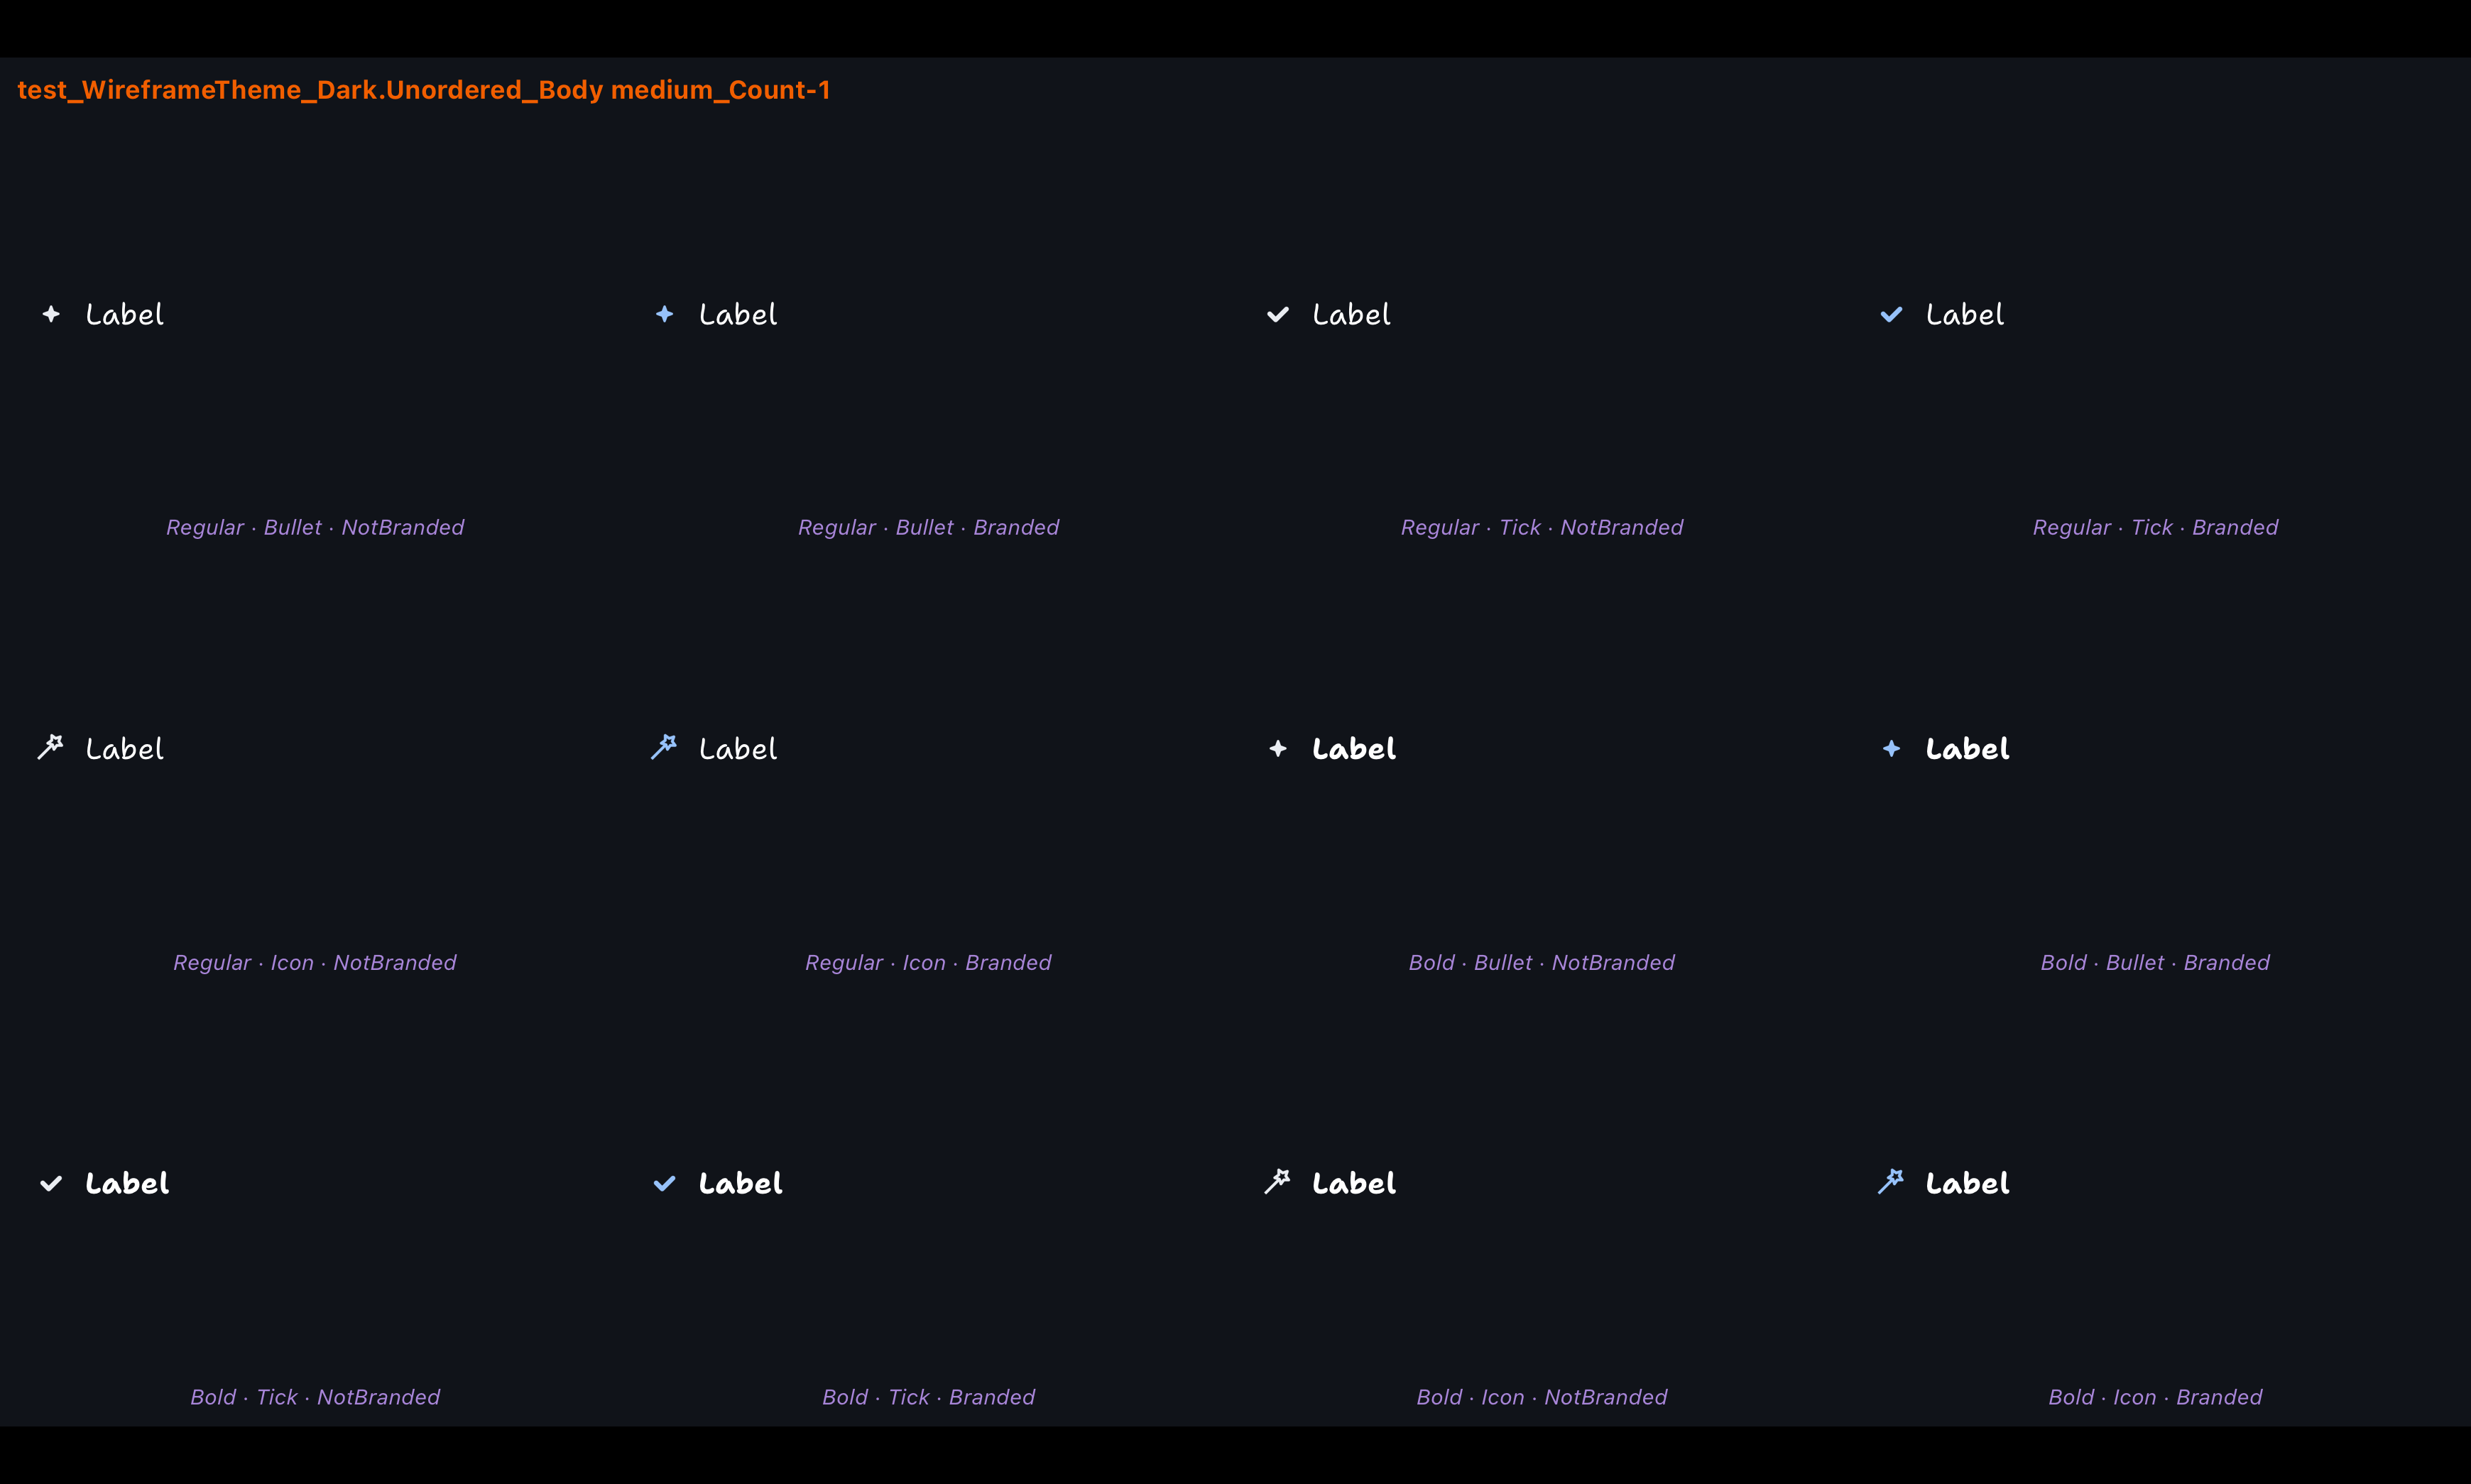 test_WireframeTheme_Dark.Unordered_Body medium_Count-1
Label
Label
Label
Label
Regular · Bullet · NotBranded
Regular · Bullet · Branded
Regular · Tick · NotBranded
Regular · Tick · Branded
Label
Label
Label
Label
Regular · Icon · NotBranded
Regular · Icon · Branded
Bold · Bullet · NotBranded
Bold · Bullet · Branded
Label
Label
Label
Label
Bold · Tick · NotBranded
Bold · Tick · Branded
Bold · Icon · NotBranded
Bold · Icon · Branded